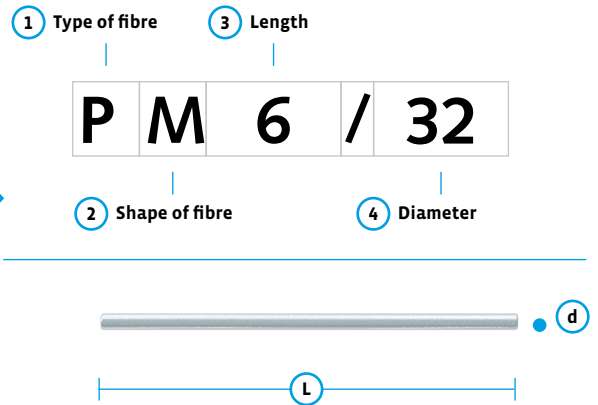 1 Type of fibre
3 Length
P M 6 / 32
2 Shape of fibre
4 Diameter
d
L